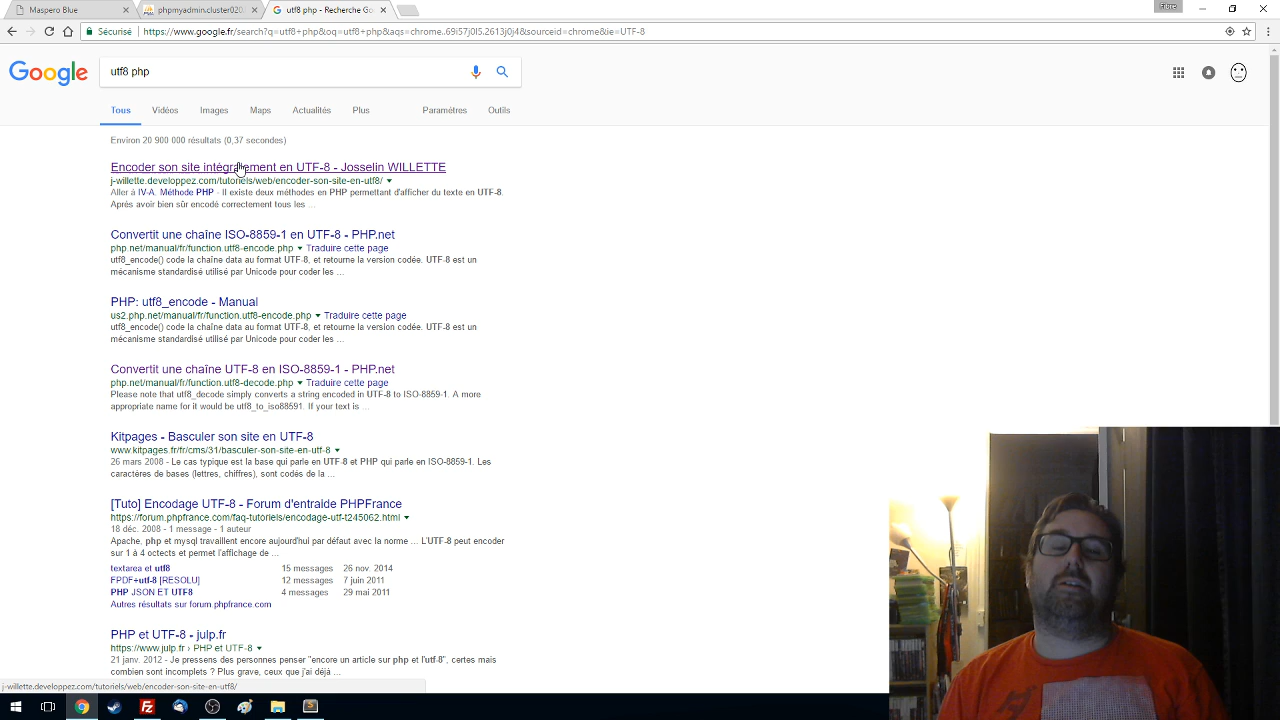 Maspero Blue
phpmyadmin.cluster020.
utf8 php - Recherche Go
Filtres
Sécurisé
https://www.google.fr/search?q=utf8+php&oq=utf8+php&aqs=chrome..69i57j0l5.2613j0j4&sourceid=chrome&ie=UTF-8
Google
utf8 php
Tous Vidéos Images Maps Actualités Plus Paramètres Outils
Environ 20 900 000 résultats (0,37 secondes)
Encoder son site intégralement en UTF-8 - Josselin WILLETTE
j-willette.developpez.com/tutoriels/web/encoder-son-site-en-utf8/
Aller à IV-A. Méthode PHP - Il existe deux méthodes en PHP permettant d'afficher du texte en UTF-8.
Après avoir bien sûr encodé correctement tous les ...
Convertit une chaîne ISO-8859-1 en UTF-8 - PHP.net
php.net/manual/fr/function.utf8-encode.php Traduire cette page
utf8_encode() code la chaîne data au format UTF-8, et retourne la version codée. UTF-8 est un
mécanisme standardisé utilisé par Unicode pour coder les ...
PHP: utf8_encode - Manual
us2.php.net/manual/fr/function.utf8-encode.php Traduire cette page
utf8_encode() code la chaîne data au format UTF-8, et retourne la version codée. UTF-8 est un
mécanisme standardisé utilisé par Unicode pour coder les ...
Convertit une chaîne UTF-8 en ISO-8859-1 - PHP.net
php.net/manual/fr/function.utf8-decode.php Traduire cette page
Please note that utf8_decode simply converts a string encoded in UTF-8 to ISO-8859-1. A more
appropriate name for it would be utf8_to_iso88591. If your text is ...
Kitpages - Basculer son site en UTF-8
www.kitpages.fr/fr/cms/31/basculer-son-site-en-utf-8
26 mars 2008 - Le cas typique est la base qui parle en UTF-8 et PHP qui parle en ISO-8859-1. Les
caractères de bases (lettres, chiffres), sont codés de la ...
[Tuto] Encodage UTF-8 - Forum d'entraide PHPFrance
https://forum.phpfrance.com/faq-tutoriels/encodage-utf-t245062.html
18 déc. 2008 - 1 message - 1 auteur
Apache, php et mysql travaillent encore aujourd'hui par défaut avec la norme ... L'UTF-8 peut encoder
sur 1 à 4 octects et permet l'affichage de ...
textarea et utf8 15 messages 26 nov. 2014
FPDF+utf-8 [RESOLU] 12 messages 7 juin 2011
PHP JSON ET UTF8 4 messages 29 mai 2011
Autres résultats sur forum.phpfrance.com
PHP et UTF-8 - julp.fr
https://www.julp.fr › PHP et UTF-8
21 janv. 2012 - Je pressens des personnes penser "encore un article sur php et l'utf-8", certes mais
combien sont incomplets ? Plus grave, ceux que j'ai déjà ...
j-willette.developpez.com/tutoriels/web/encoder-son-site-en-utf8/